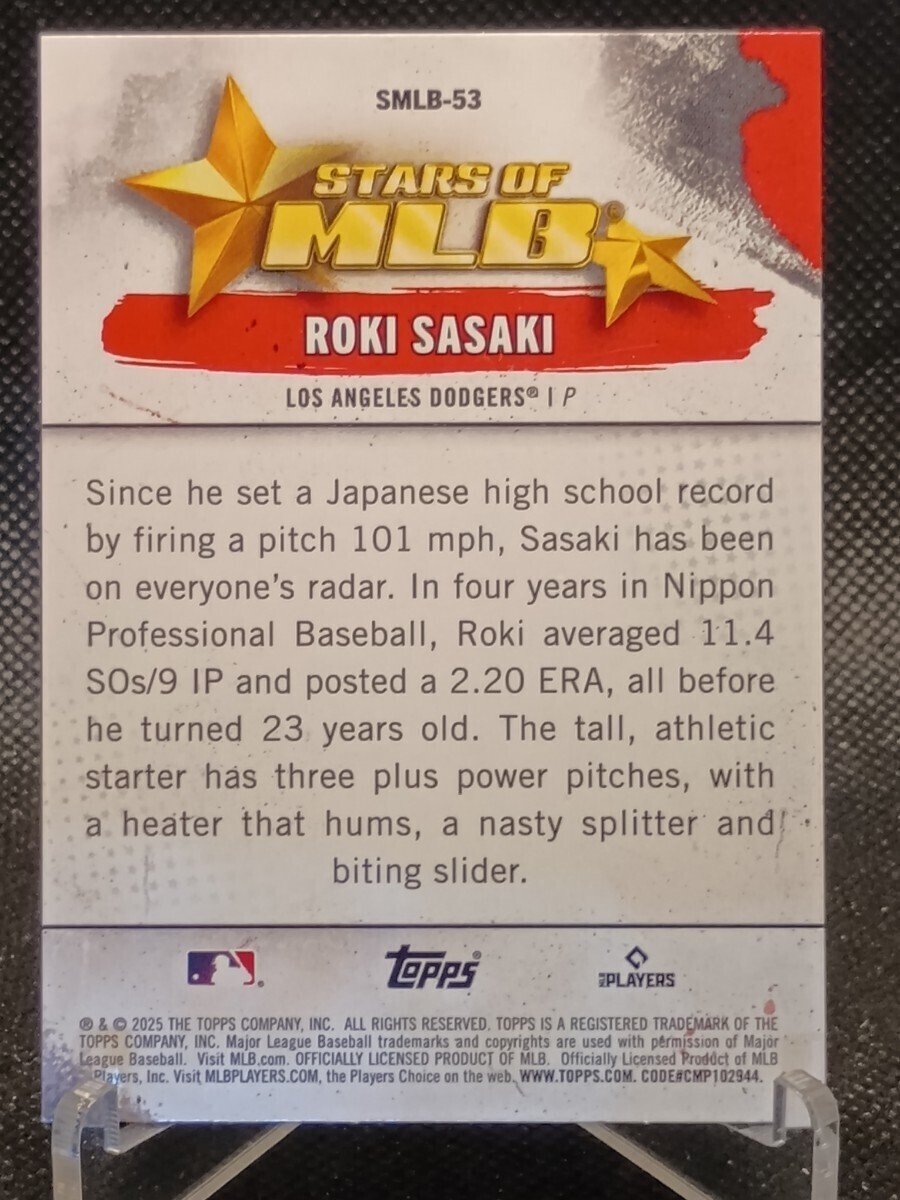 SMLB-53
STARS OF
MLB®
ROKI SASAKI
LOS ANGELES DODGERS® | P
Since he set a Japanese high school record
by firing a pitch 101 mph, Sasaki has been
on everyone's radar. In four years in Nippon
Professional Baseball, Roki averaged 11.4
SOs/9 IP and posted a 2.20 ERA, all before
he turned 23 years old. The tall, athletic
starter has three plus power pitches, with
a heater that hums, a nasty splitter and
biting slider.
topps®
MLB PLAYERS
® & © 2025 THE TOPPS COMPANY, INC. ALL RIGHTS RESERVED. TOPPS IS A REGISTERED TRADEMARK OF THE
TOPPS COMPANY, INC. Major League Baseball trademarks and copyrights are used with permission of Major
League Baseball. Visit MLB.com. OFFICIALLY LICENSED PRODUCT OF MLB. Officially Licensed Product of MLB
Players, Inc. Visit MLBPLAYERS.COM, the Players Choice on the web. WWW.TOPPS.COM. CODE#CMP102944.